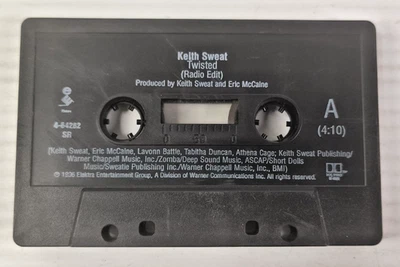 Keith Sweat
Twisted
(Radio Edit)
Produced by Keith Sweat and Eric McCaine
4-64282
SR
A
(4:10)
(Keith Sweat, Eric McCaine, Lavonn Battle, Tabitha Duncan, Athena Cage; Keith Sweat Publishing/
Warner Chappell Music, Inc./Zomba/Deep Sound Music, ASCAP/Short Dolls
Music/Sweatie Publishing Inc./Warner Chappell Music, Inc., BMI)
© 1996 Elektra Entertainment Group, A Division of Warner Communications Inc. All rights reserved.